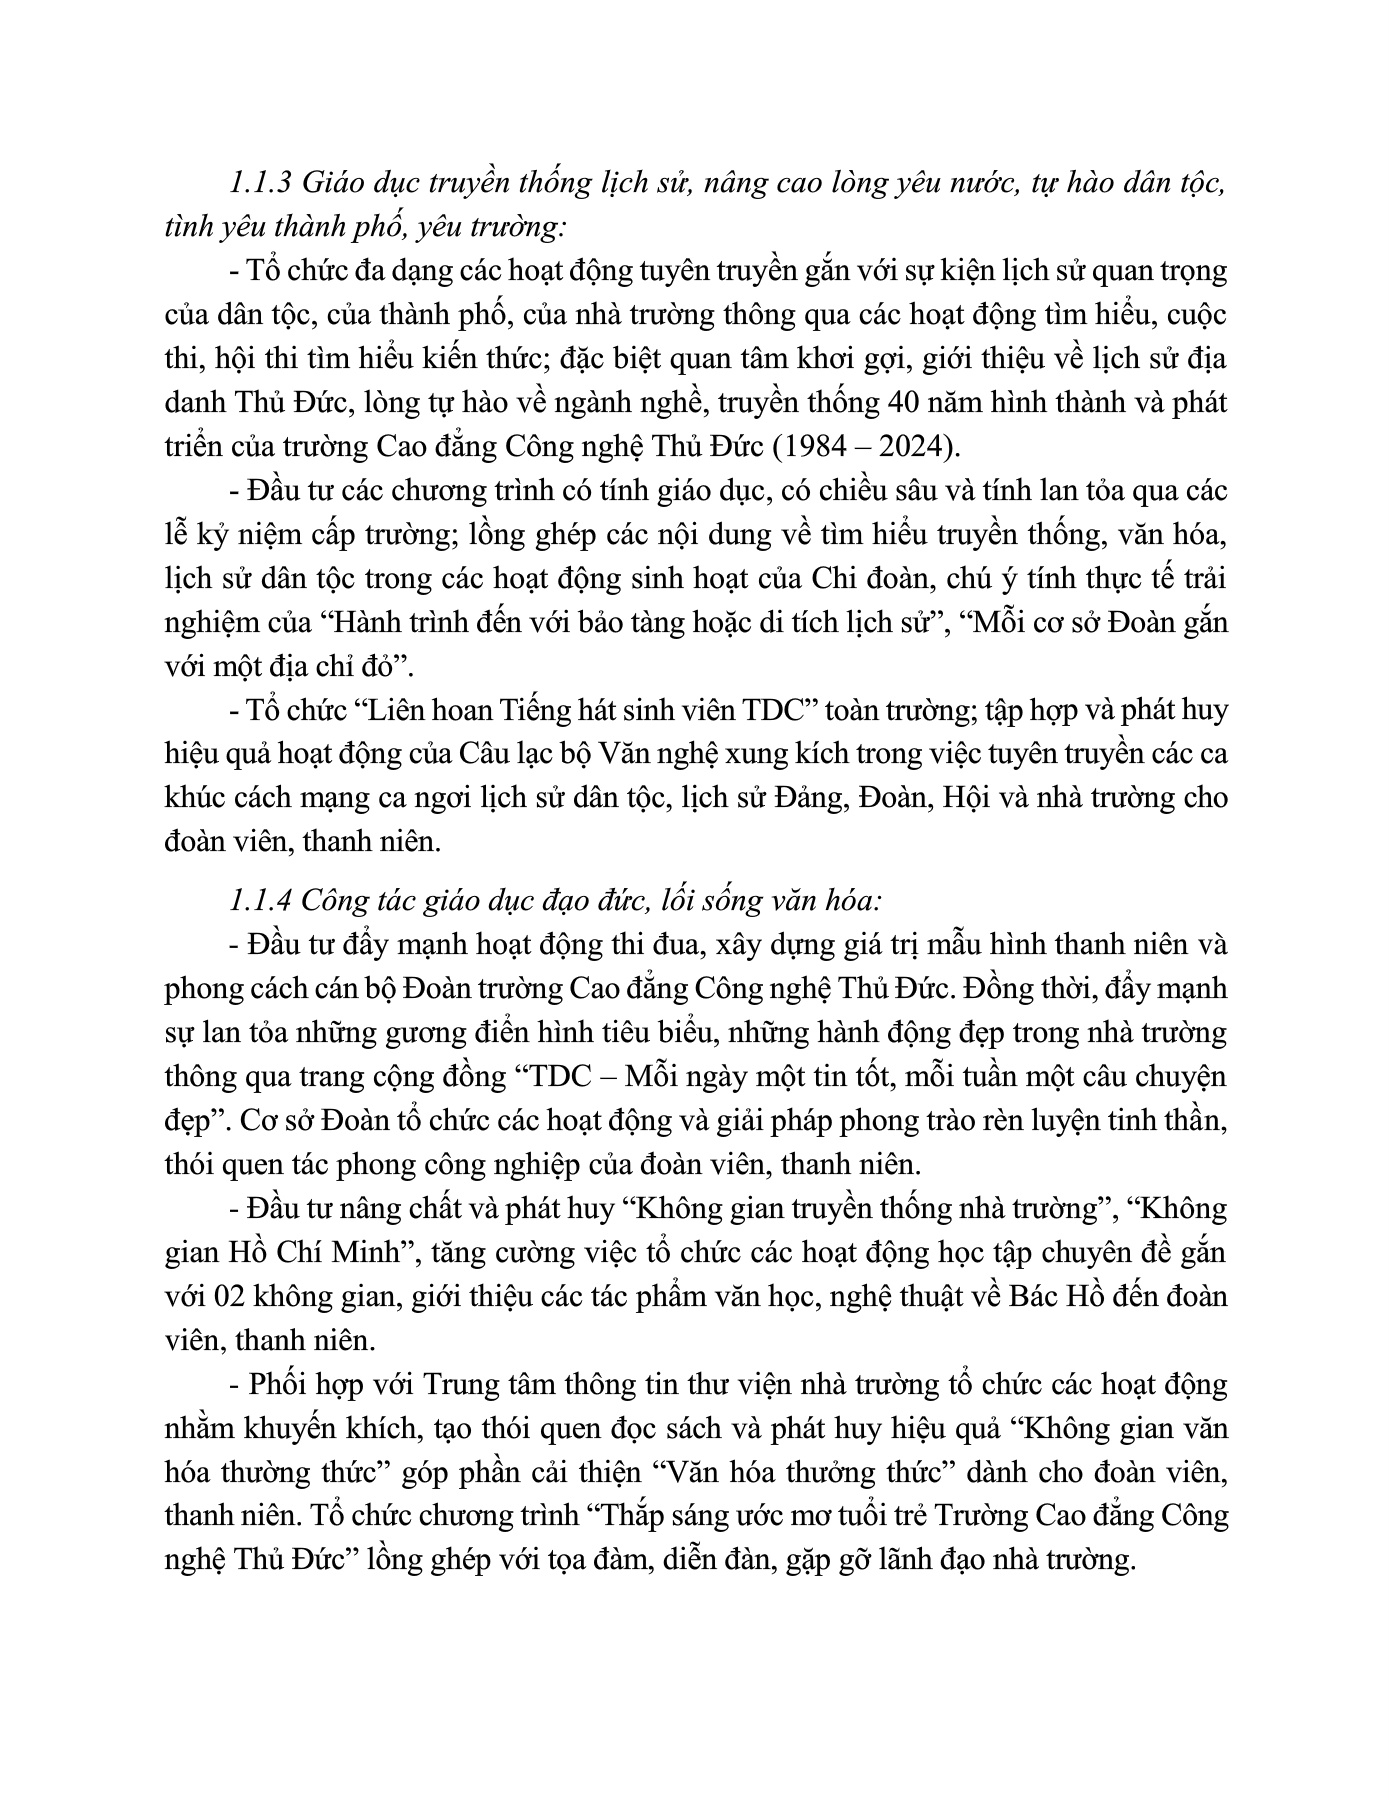 1.1.3 Giáo dục truyền thống lịch sử, nâng cao lòng yêu nước, tự hào dân tộc,
tình yêu thành phố, yêu trường:
- Tổ chức đa dạng các hoạt động tuyên truyền gắn với sự kiện lịch sử quan trọng
của dân tộc, của thành phố, của nhà trường thông qua các hoạt động tìm hiểu, cuộc
thi, hội thi tìm hiểu kiến thức; đặc biệt quan tâm khơi gợi, giới thiệu về lịch sử địa
danh Thủ Đức, lòng tự hào về ngành nghề, truyền thống 40 năm hình thành và phát
triển của trường Cao đẳng Công nghệ Thủ Đức (1984 – 2024).
- Đầu tư các chương trình có tính giáo dục, có chiều sâu và tính lan tỏa qua các
lễ kỷ niệm cấp trường; lồng ghép các nội dung về tìm hiểu truyền thống, văn hóa,
lịch sử dân tộc trong các hoạt động sinh hoạt của Chi đoàn, chú ý tính thực tế trải
nghiệm của “Hành trình đến với bảo tàng hoặc di tích lịch sử”, “Mỗi cơ sở Đoàn gắn
với một địa chỉ đỏ”.
- Tổ chức “Liên hoan Tiếng hát sinh viên TDC” toàn trường; tập hợp và phát huy
hiệu quả hoạt động của Câu lạc bộ Văn nghệ xung kích trong việc tuyên truyền các ca
khúc cách mạng ca ngơi lịch sử dân tộc, lịch sử Đảng, Đoàn, Hội và nhà trường cho
đoàn viên, thanh niên.
1.1.4 Công tác giáo dục đạo đức, lối sống văn hóa:
- Đầu tư đẩy mạnh hoạt động thi đua, xây dựng giá trị mẫu hình thanh niên và
phong cách cán bộ Đoàn trường Cao đẳng Công nghệ Thủ Đức. Đồng thời, đẩy mạnh
sự lan tỏa những gương điển hình tiêu biểu, những hành động đẹp trong nhà trường
thông qua trang cộng đồng “TDC – Mỗi ngày một tin tốt, mỗi tuần một câu chuyện
đẹp”. Cơ sở Đoàn tổ chức các hoạt động và giải pháp phong trào rèn luyện tinh thần,
thói quen tác phong công nghiệp của đoàn viên, thanh niên.
- Đầu tư nâng chất và phát huy “Không gian truyền thống nhà trường”, “Không
gian Hồ Chí Minh”, tăng cường việc tổ chức các hoạt động học tập chuyên đề gắn
với 02 không gian, giới thiệu các tác phẩm văn học, nghệ thuật về Bác Hồ đến đoàn
viên, thanh niên.
- Phối hợp với Trung tâm thông tin thư viện nhà trường tổ chức các hoạt động
nhằm khuyến khích, tạo thói quen đọc sách và phát huy hiệu quả “Không gian văn
hóa thường thức” góp phần cải thiện “Văn hóa thưởng thức” dành cho đoàn viên,
thanh niên. Tổ chức chương trình “Thắp sáng ước mơ tuổi trẻ Trường Cao đẳng Công
nghệ Thủ Đức” lồng ghép với tọa đàm, diễn đàn, gặp gỡ lãnh đạo nhà trường.